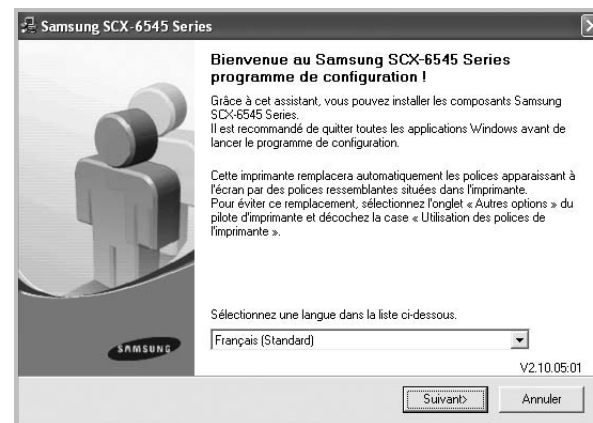 Samsung SCX-6545 Series
Bienvenue au Samsung SCX-6545 Series
programme de configuration !
Grâce à cet assistant, vous pouvez installer les composants Samsung
SCX-6545 Series.
Il est recommandé de quitter toutes les applications Windows avant de
lancer le programme de configuration.
Cette imprimante remplacera automatiquement les polices apparaissant à
l'écran par des polices ressemblantes situées dans l'imprimante.
Pour éviter ce remplacement, sélectionnez l'onglet « Autres options » du
pilote d'imprimante et décochez la case « Utilisation des polices de
l'imprimante ».
Sélectionnez une langue dans la liste ci-dessous.
Français (Standard)
SAMSUNG
V2.10.05:01
Suivant> Annuler